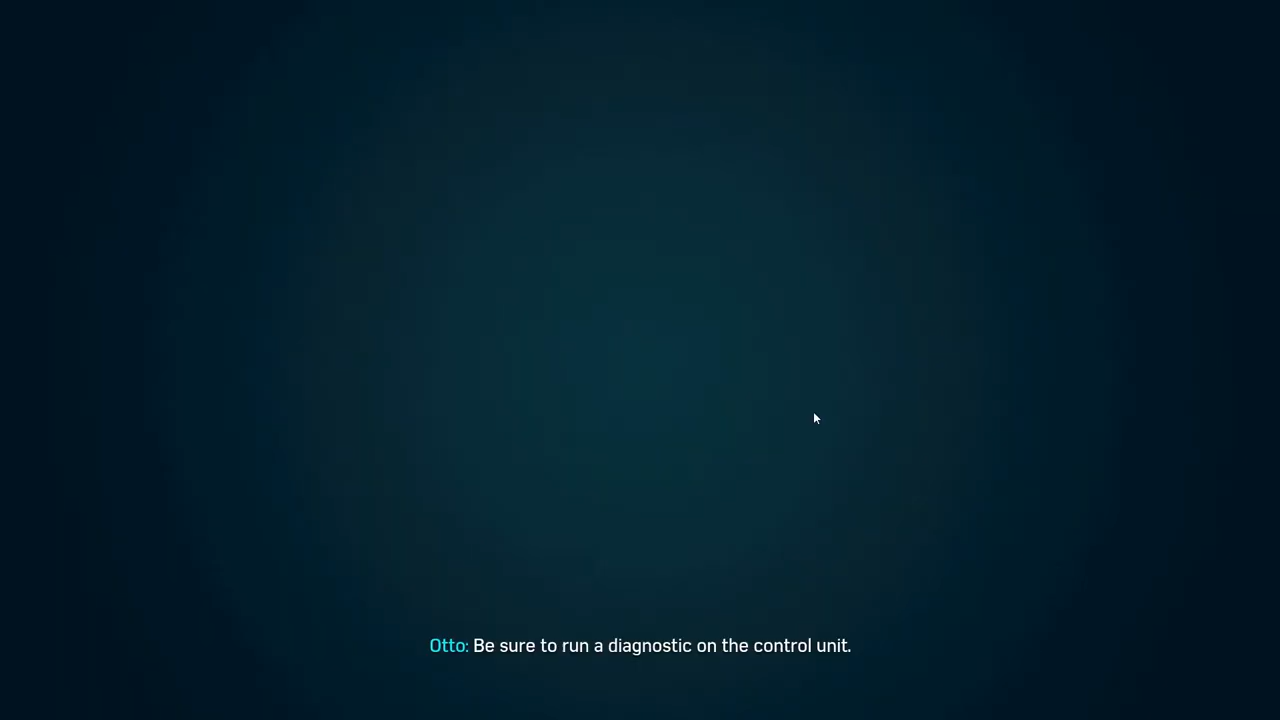 Otto: Be sure to run a diagnostic on the control unit.